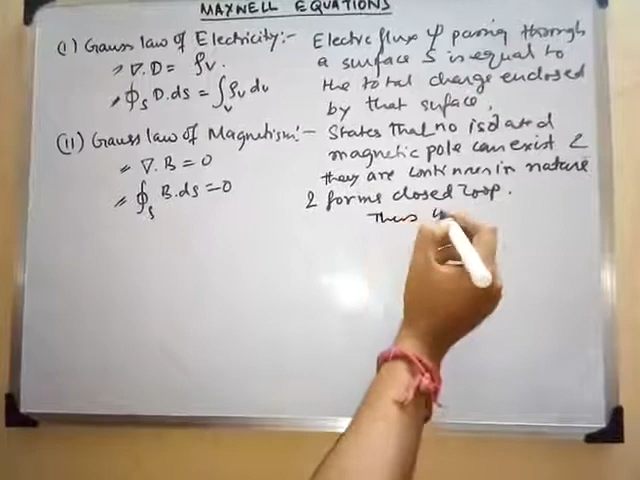 MAXWELL EQUATIONS
(I) Gauss law of Electricity:- Electric flux ψ passing through
a surface S is equal to
⇒ ∇.D = ρv.
the total charge enclosed
⇒ ∮s D.ds = ∫v ρv dv
by that surface.
(II) Gauss law of Magnetism:- States that no isolated
magnetic pole can exist &
⇒ ∇.B = 0
they are continues in nature
⇒ ∮s B.ds = 0
& forms closed loop.
Thus